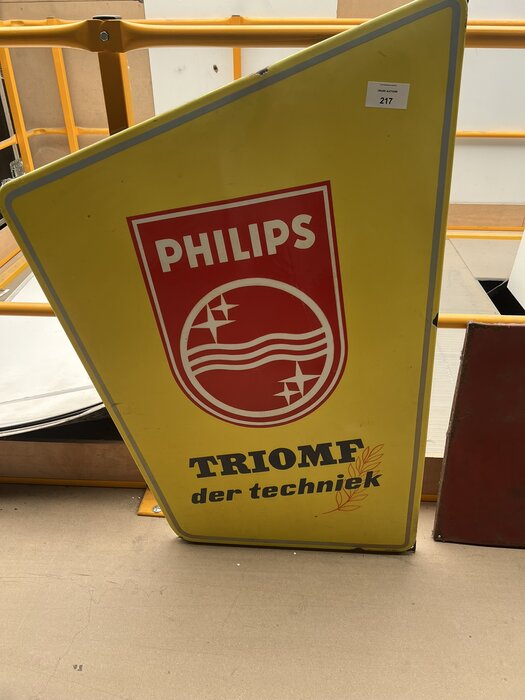 217
PHILIPS
TRIOMF
der techniek